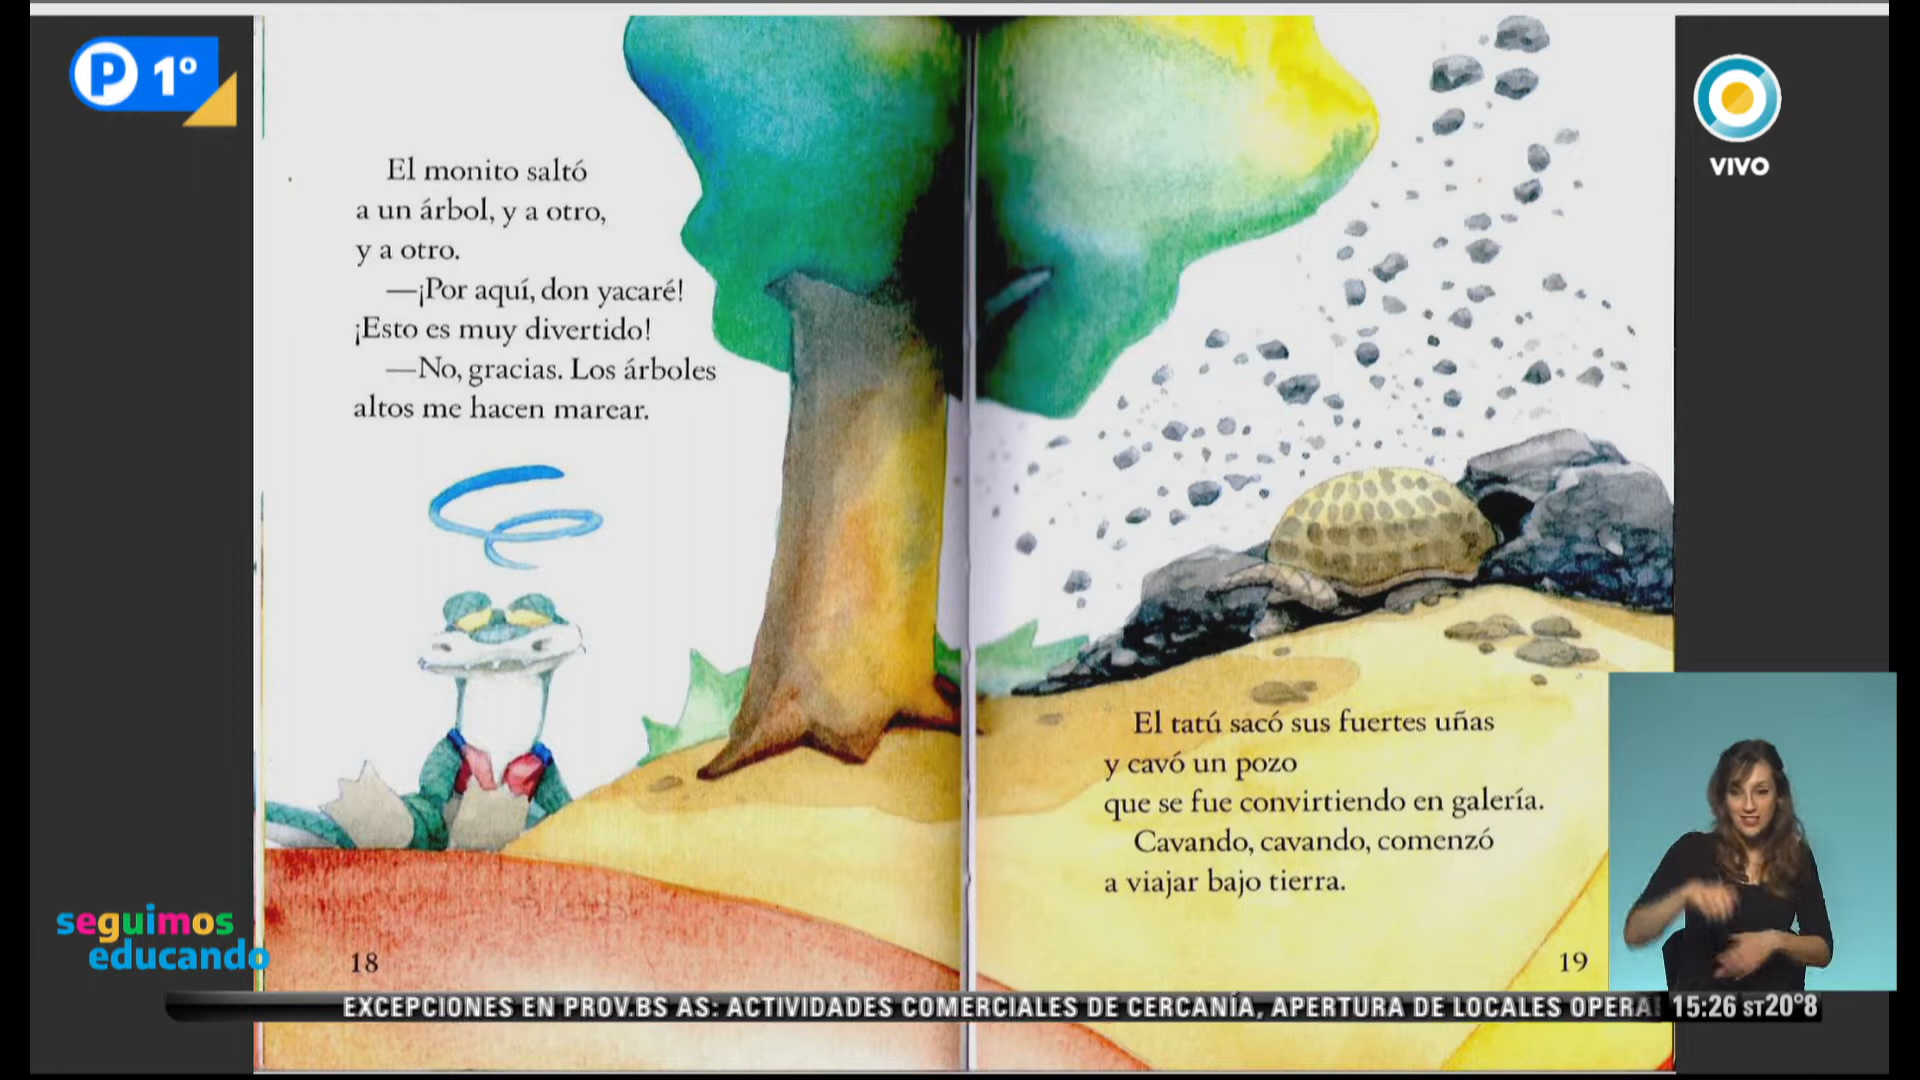 P 1º
VIVO
El monito saltó
a un árbol, y a otro,
y a otro.
—¡Por aquí, don yacaré!
¡Esto es muy divertido!
—No, gracias. Los árboles
altos me hacen marear.
El tatú sacó sus fuertes uñas
y cavó un pozo
que se fue convirtiendo en galería.
Cavando, cavando, comenzó
a viajar bajo tierra.
18
19
seguimos
educando
EXCEPCIONES EN PROV.BS AS: ACTIVIDADES COMERCIALES DE CERCANÍA, APERTURA DE LOCALES OPERA
15:26 ST20°8